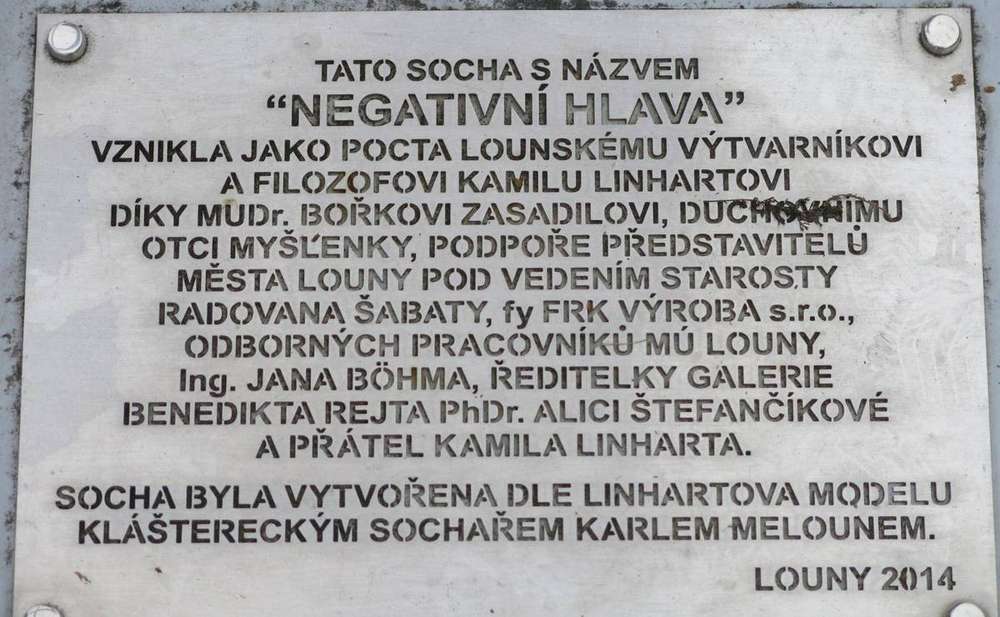 TATO SOCHA S NÁZVEM
“NEGATIVNÍ HLAVA”
VZNIKLA JAKO POCTA LOUNSKÉMU VÝTVARNÍKOVI
A FILOZOFOVI KAMILU LINHARTOVI
DÍKY MUDr. BOŘKOVI ZASADILOVI, DUCHOVNÍMU
OTCI MYŠĽENKY, PODPOŘE PŘEDSTAVITELŮ
MĚSTA LOUNY POD VEDENÍM STAROSTY
RADOVANA ŠABATY, fy FRK VÝROBA s.r.o.,
ODBORNÝCH PRACOVNÍKŮ MÚ LOUNY,
Ing. JANA BÖHMA, ŘEDITELKY GALERIE
BENEDIKTA REJTA PhDr. ALICI ŠTEFANČÍKOVÉ
A PŘÁTEL KAMILA LINHARTA.
SOCHA BYLA VYTVOŘENA DLE LINHARTOVA MODELU
KLÁŠTERECKÝM SOCHAŘEM KARLEM MELOUNEM.
LOUNY 2014